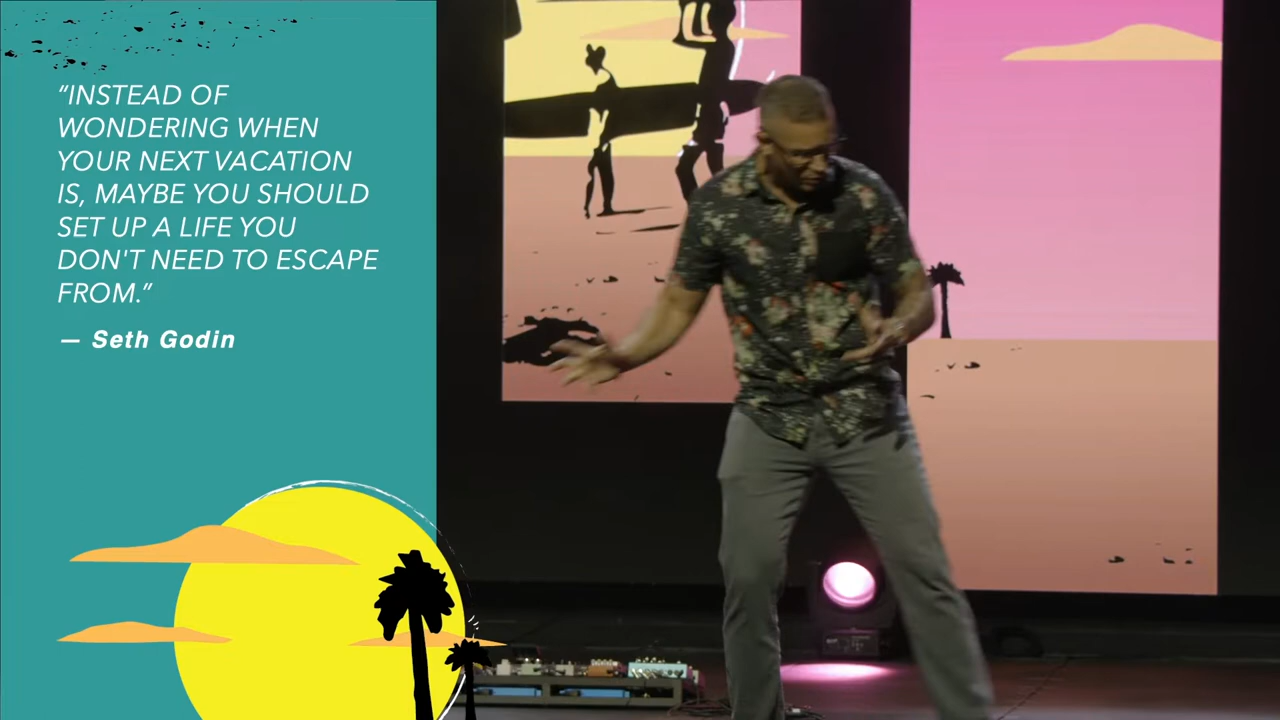 “INSTEAD OF
WONDERING WHEN
YOUR NEXT VACATION
IS, MAYBE YOU SHOULD
SET UP A LIFE YOU
DON'T NEED TO ESCAPE
FROM.”
— Seth Godin